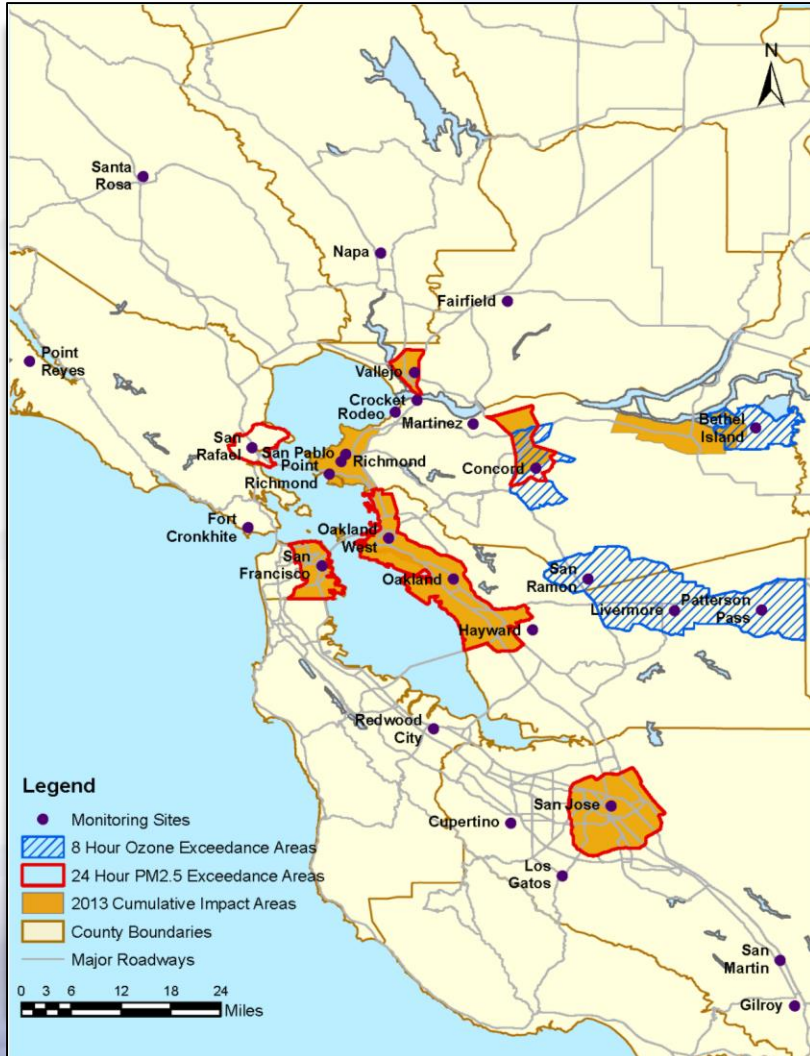 N
Santa
Rosa
Napa
Fairfield
Point
Reyes
Vallejo
Crocket
Rodeo
Martinez
Bethel
Island
San
Rafael
San Pablo
Point
Richmond
Richmond
Concord
Fort
Cronkhite
Oakland
West
San
Francisco
Oakland
San
Ramon
Livermore
Patterson
Pass
Hayward
Redwood
City
San Jose
Cupertino
Los
Gatos
San
Martin
Gilroy
Legend
Monitoring Sites
8 Hour Ozone Exceedance Areas
24 Hour PM2.5 Exceedance Areas
2013 Cumulative Impact Areas
County Boundaries
Major Roadways
0 3 6 12 18 24
Miles